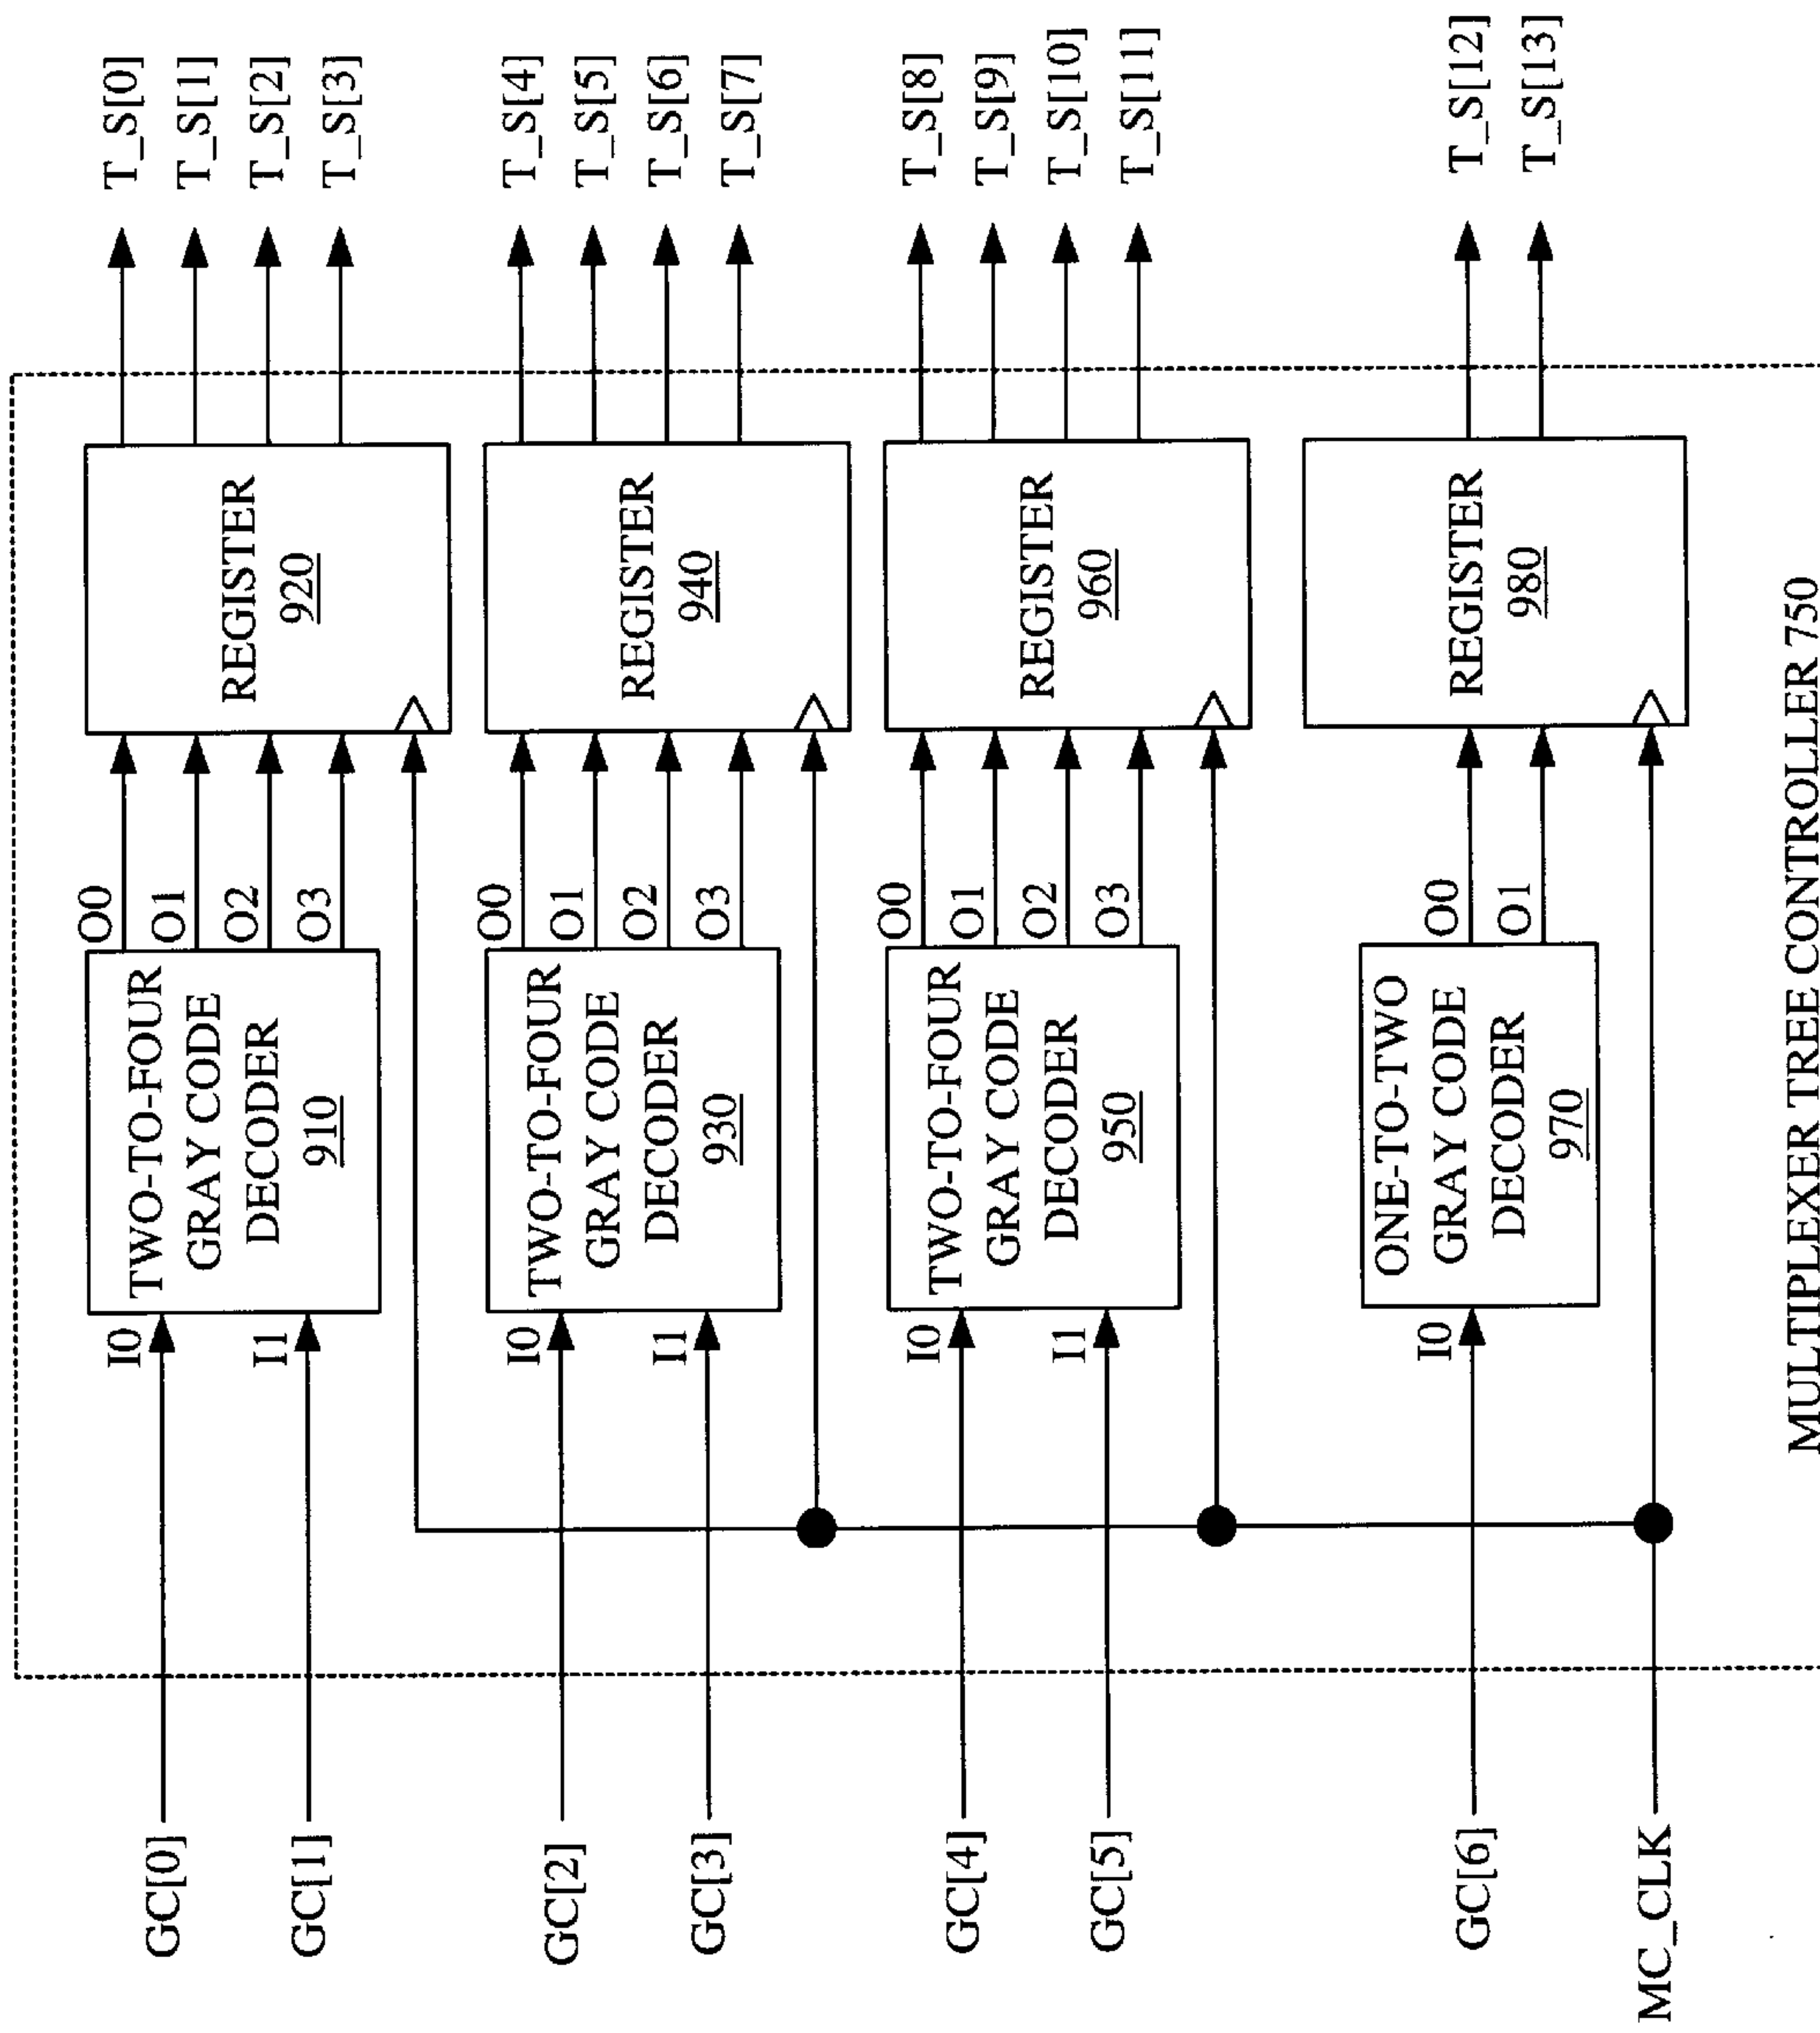 GC[0]
GC[1]
GC[2]
GC[3]
GC[4]
GC[5]
GC[6]
MC_CLK
I0
I1
TWO-TO-FOUR
GRAY CODE
DECODER
910
O0
O1
O2
O3
REGISTER
920
T_S[0]
T_S[1]
T_S[2]
T_S[3]
I0
I1
TWO-TO-FOUR
GRAY CODE
DECODER
930
O0
O1
O2
O3
REGISTER
940
T_S[4]
T_S[5]
T_S[6]
T_S[7]
I0
I1
TWO-TO-FOUR
GRAY CODE
DECODER
950
O0
O1
O2
O3
REGISTER
960
T_S[8]
T_S[9]
T_S[10]
T_S[11]
I0
ONE-TO-TWO
GRAY CODE
DECODER
970
O0
O1
REGISTER
980
T_S[12]
T_S[13]
MULTIPLEXER TREE CONTROLLER 750